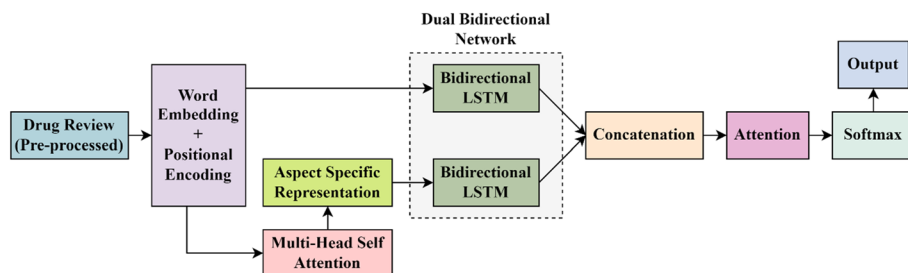 Dual Bidirectional
Network
Drug Review
(Pre-processed)
Word
Embedding
+
Positional
Encoding
Bidirectional
LSTM
Aspect Specific
Representation
Bidirectional
LSTM
Multi-Head Self
Attention
Concatenation
Attention
Softmax
Output